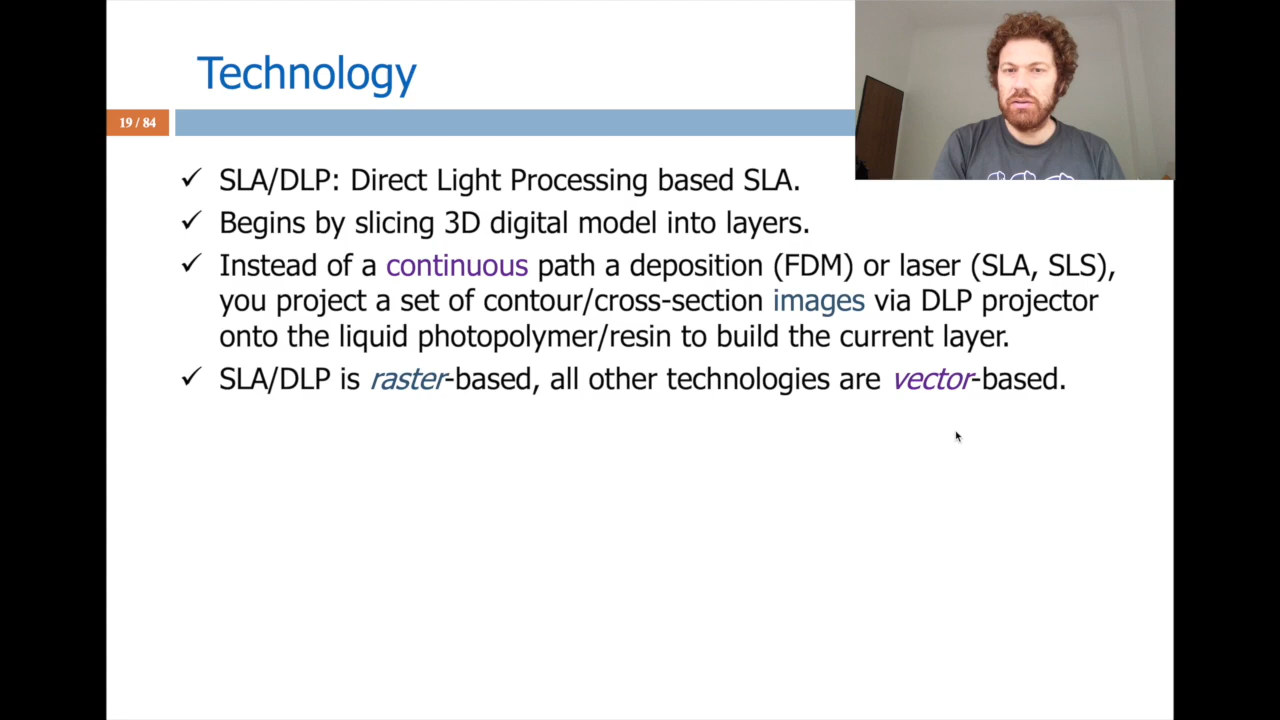 Technology
19 / 84
✓ SLA/DLP: Direct Light Processing based SLA.
✓ Begins by slicing 3D digital model into layers.
✓ Instead of a continuous path a deposition (FDM) or laser (SLA, SLS),
you project a set of contour/cross-section images via DLP projector
onto the liquid photopolymer/resin to build the current layer.
✓ SLA/DLP is raster-based, all other technologies are vector-based.